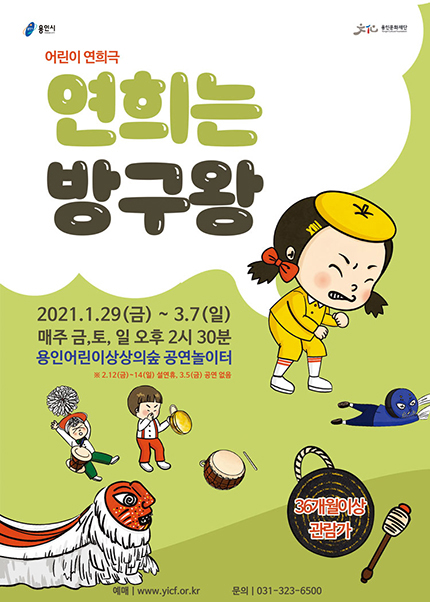 용인시
용인문화재단
어린이 연희극
연희는
방구왕
2021.1.29(금) ~ 3.7(일)
매주 금,토, 일 오후 2시 30분
용인어린이상상의숲 공연놀이터
※ 2.12(금)~14(일) 설연휴, 3.5(금) 공연 없음
36개월이상
관람가
예매 | www.yicf.or.kr 문의 | 031-323-6500